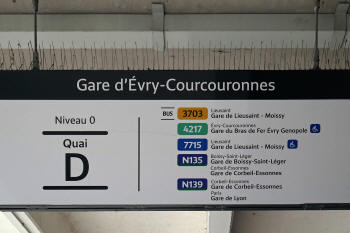 Gare d'Évry-Courcouronnes
Niveau 0
Quai
D
BUS
3703
Lieusaint
Gare de Lieusaint - Moissy
4217
Évry-Courcouronnes
Gare du Bras de Fer Évry Genopole
7715
Lieusaint
Gare de Lieusaint - Moissy
N135
Boissy-Saint-Léger
Gare de Boissy-Saint-Léger
Corbeil-Essonnes
Gare de Corbeil-Essonnes
N139
Corbeil-Essonnes
Gare de Corbeil-Essonnes
Paris
Gare de Lyon